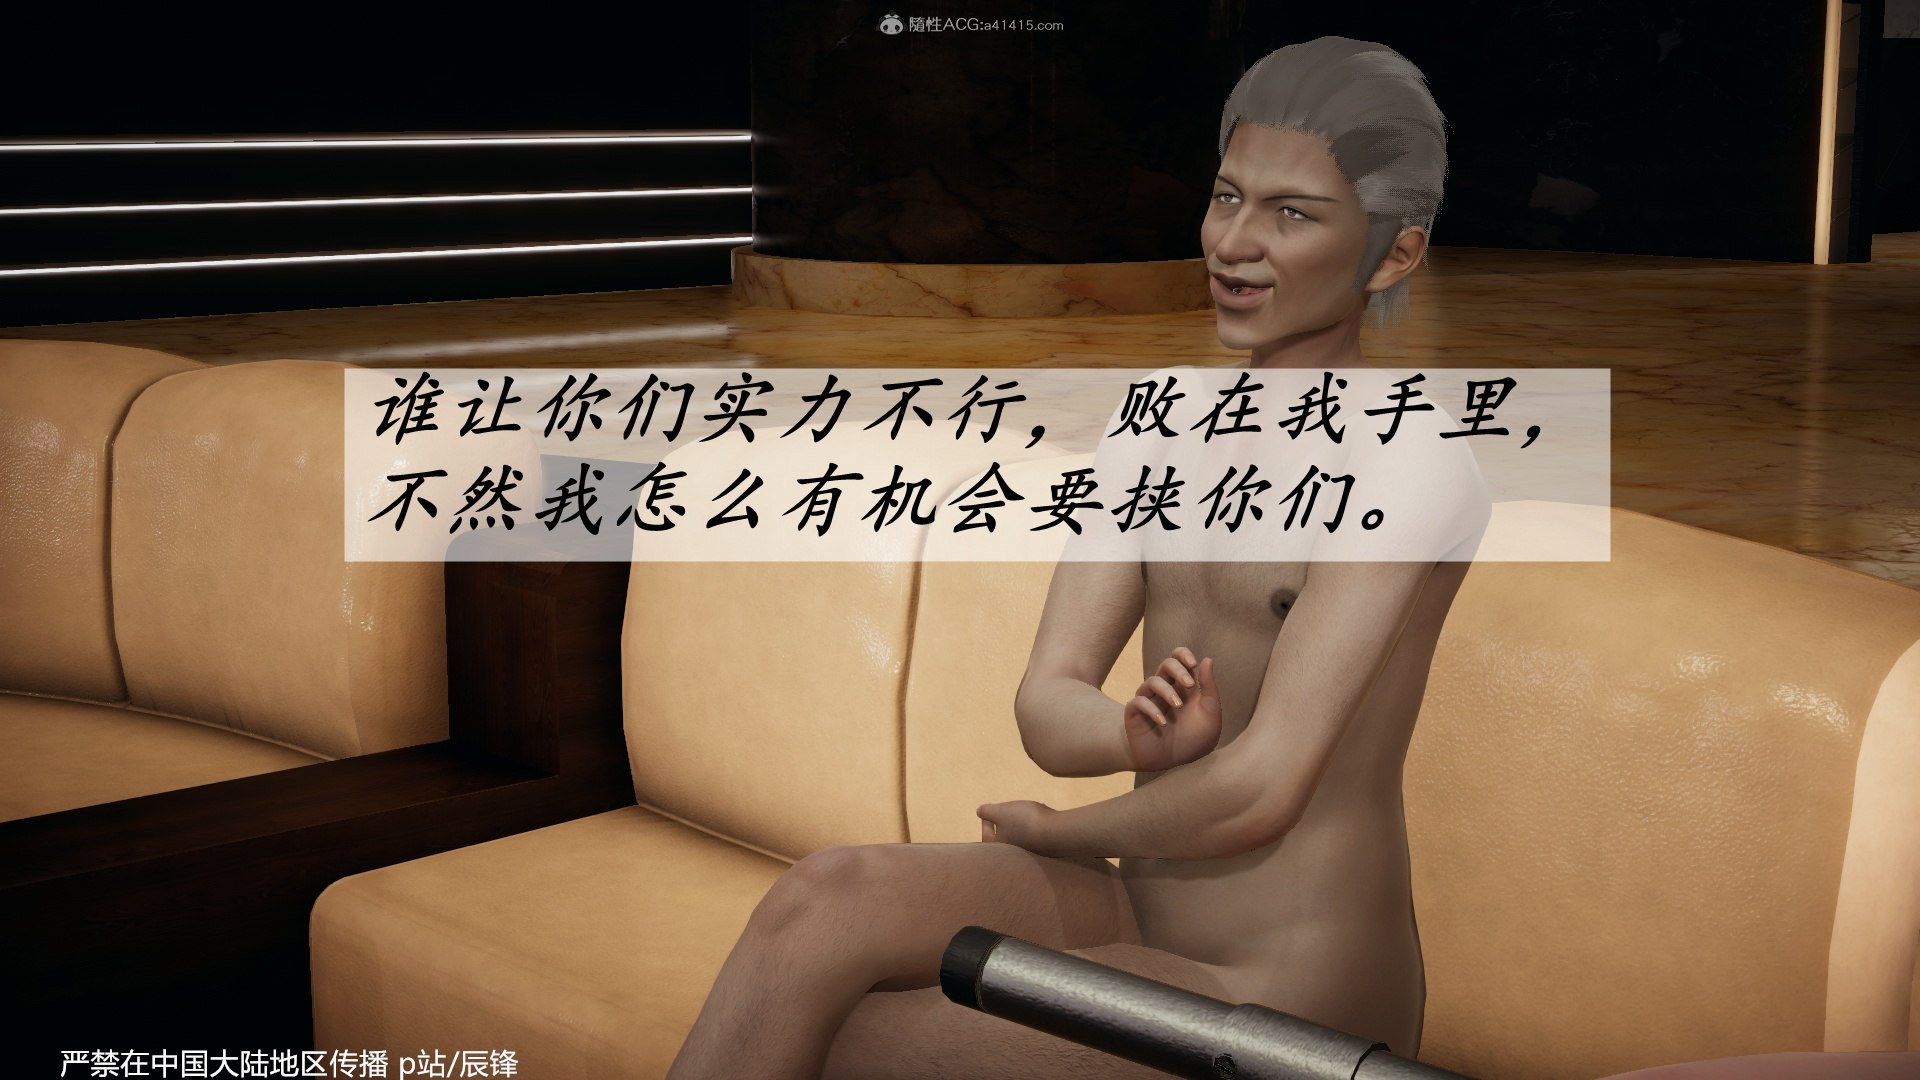 隨性ACG:a41415.com
谁让你们实力不行，败在我手里，
不然我怎么有机会要挟你们。
严禁在中国大陆地区传播 p站/辰锋